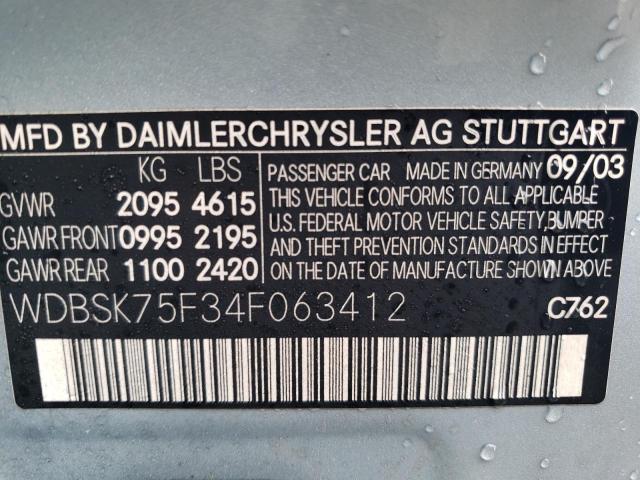 MFD BY DAIMLERCHRYSLER AG STUTTGART
KG LBS
GVWR 2095 4615
GAWR FRONT 0995 2195
GAWR REAR 1100 2420
PASSENGER CAR MADE IN GERMANY 09/03
THIS VEHICLE CONFORMS TO ALL APPLICABLE
U.S. FEDERAL MOTOR VEHICLE SAFETY, BUMPER
AND THEFT PREVENTION STANDARDS IN EFFECT
ON THE DATE OF MANUFACTURE SHOWN ABOVE.
WDBSK75F34F063412 C762